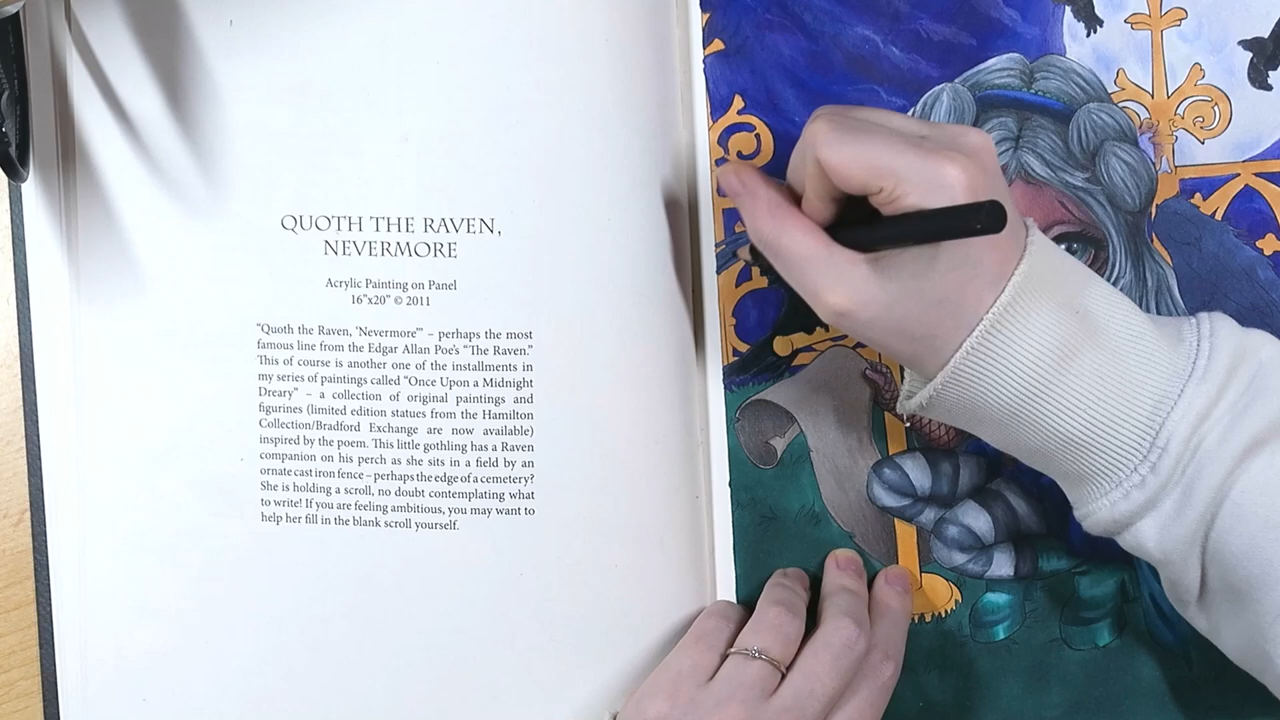 QUOTH THE RAVEN,
NEVERMORE
Acrylic Painting on Panel
16"x20" © 2011
"Quoth the Raven, 'Nevermore'" – perhaps the most
famous line from the Edgar Allan Poe's "The Raven."
This of course is another one of the installments in
my series of paintings called "Once Upon a Midnight
Dreary" – a collection of original paintings and
figurines (limited edition statues from the Hamilton
Collection/Bradford Exchange are now available)
inspired by the poem. This little gothling has a Raven
companion on his perch as she sits in a field by an
ornate cast iron fence – perhaps the edge of a cemetery?
She is holding a scroll, no doubt contemplating what
to write! If you are feeling ambitious, you may want to
help her fill in the blank scroll yourself.